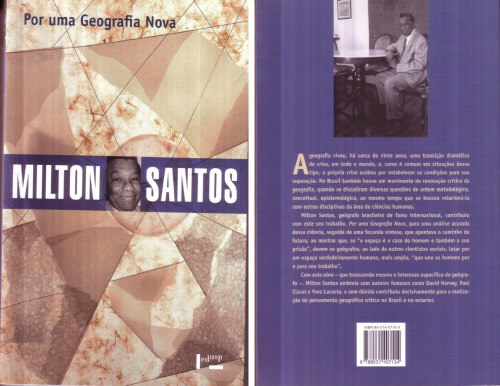 Por uma Geografia Nova
MILTON SANTOS
edusp
A geografia viveu, há cerca de vinte anos, uma transição dramática
de crise, em todo o mundo, e, como é comum em situações desse
tipo, a própria crise acabou por estabelecer as condições para sua
superação. No Brasil também houve um movimento de renovação crítica da
geografia, quando se discutiram diversas questões de ordem metodológica,
conceitual, epistemológica, ao mesmo tempo que se buscou relacioná-la
com outras disciplinas da área de ciências humanas.
Milton Santos, geógrafo brasileiro de fama internacional, contribuiu
com este seu trabalho, Por uma Geografia Nova, para uma análise acurada
dessa ciência, seguida de uma fecunda síntese, que apontava o caminho do
futuro, ao mostrar que, se "o espaço é a casa do homem e também a sua
prisão", devem os geógrafos, ao lado de outros cientistas sociais, lutar por
um espaço verdadeiramente humano, mais amplo, "que una os homens por
e para seu trabalho".
Com esta obra – que transcende mesmo o interesse específico do geógra-
fo –, Milton Santos ombreia com autores famosos como David Harvey, Paul
Claval e Yves Lacoste, e sem dúvida contribuiu decisivamente para a realiza-
ção do pensamento geográfico crítico no Brasil e no exterior.